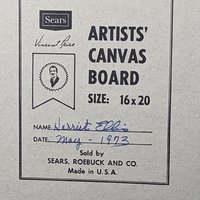 Sears
ARTISTS'
CANVAS
BOARD
SIZE: 16x20
Vincent Price
NAME: Harriet Ellis
DATE: May - 1973
Sold by
SEARS, ROEBUCK AND CO.
Made in U.S.A.